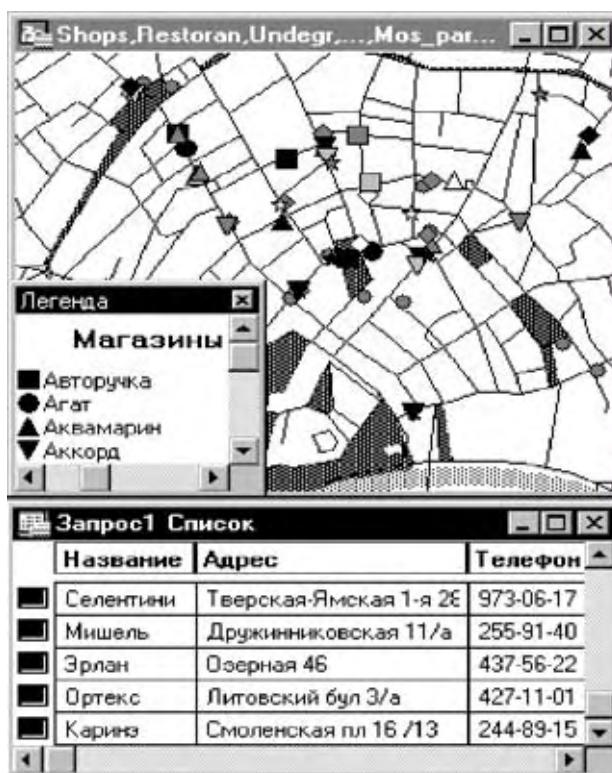 Shops,Restoran,Undegr,...,Mos_par...
Легенда
Магазины
Авторучка
Агат
Аквамарин
Аккорд
Запрос1 Список
Название Адрес Телефон
Селентини Тверская-Ямская 1-я 28 973-06-17
Мишель Дружинниковская 11/а 255-91-40
Эрлан Озерная 46 437-56-22
Ортекс Литовский бул 3/а 427-11-01
Каринэ Смоленская пл 16 /13 244-89-15